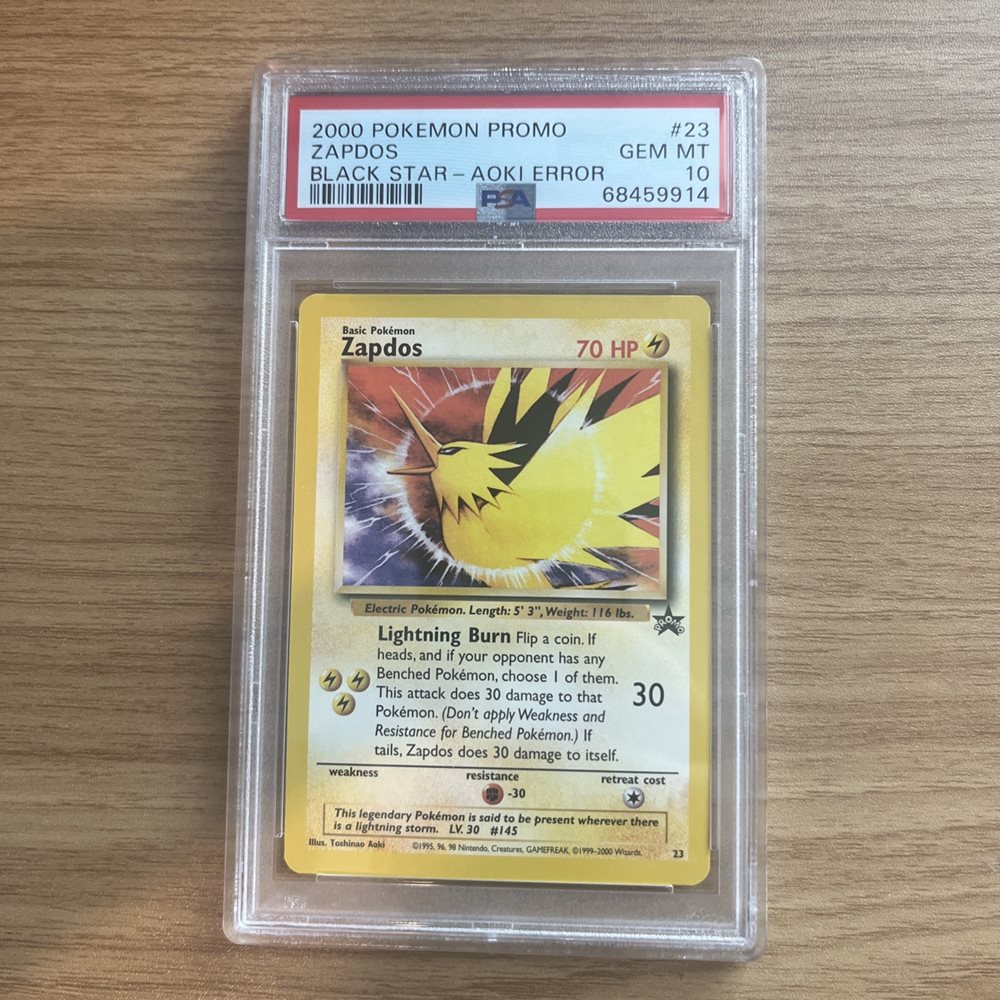 2000 POKEMON PROMO #23
ZAPDOS GEM MT
BLACK STAR – AOKI ERROR 10
PSA 68459914
Basic Pokémon
Zapdos 70 HP
Electric Pokémon. Length: 5' 3", Weight: 116 lbs.
PROMO
Lightning Burn Flip a coin. If
heads, and if your opponent has any
Benched Pokémon, choose 1 of them.
This attack does 30 damage to that 30
Pokémon. (Don't apply Weakness and
Resistance for Benched Pokémon.) If
tails, Zapdos does 30 damage to itself.
weakness resistance retreat cost
-30
This legendary Pokémon is said to be present wherever there
is a lightning storm. LV. 30 #145
Illus. Toshinao Aoki ©1995, 96, 98 Nintendo, Creatures, GAMEFREAK. ©1999-2000 Wizards. 23